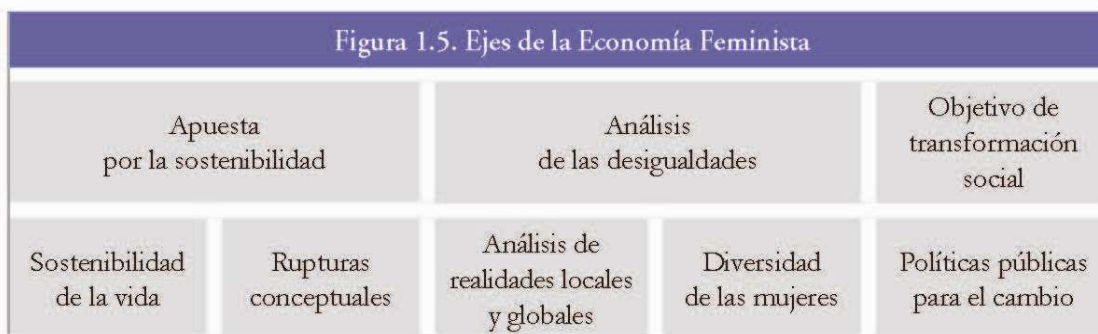 Figura 1.5. Ejes de la Economía Feminista
Apuesta
por la sostenibilidad
Análisis
de las desigualdades
Objetivo de
transformación
social
Sostenibilidad
de la vida
Rupturas
conceptuales
Análisis de
realidades locales
y globales
Diversidad
de las mujeres
Políticas públicas
para el cambio